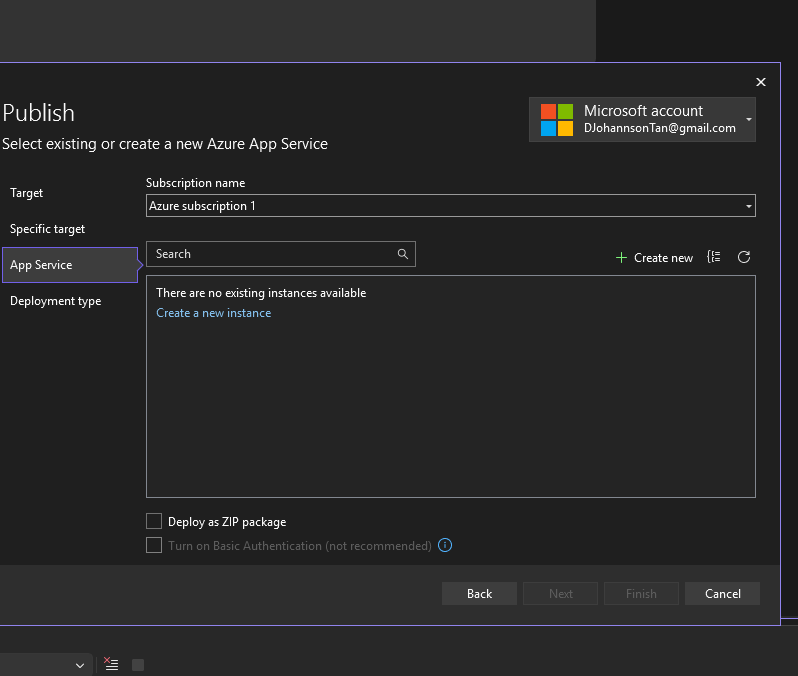 Publish
Select existing or create a new Azure App Service
Microsoft account
DJohannsonTan@gmail.com
Target
Specific target
App Service
Deployment type
Subscription name
Azure subscription 1
Search
Create new
There are no existing instances available
Create a new instance
Deploy as ZIP package
Turn on Basic Authentication (not recommended)
Back
Next
Finish
Cancel